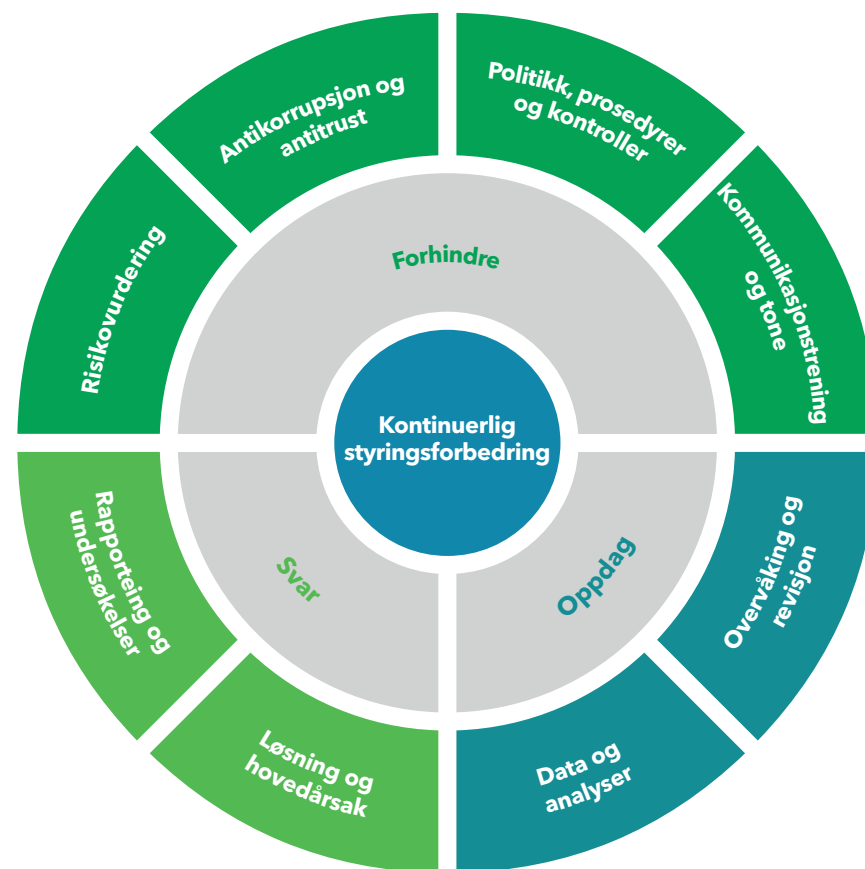 Antikorrupsjon og
antitrust
Politikk, prosedyrer
og kontroller
Risikovurdering
Kommunikasjonstrening
og tone
Forhindre
Kontinuerlig
styringsforbedring
Rapporteing og
undersøkelser
Svar
Oppdag
Overvåking og
revisjon
Løsning og
hovedårsak
Data og
analyser